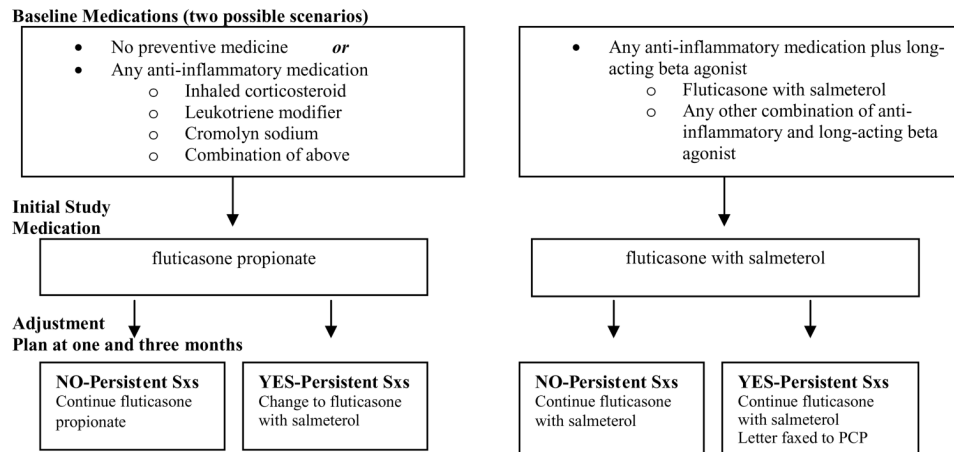 Baseline Medications (two possible scenarios)
• No preventive medicine or
• Any anti-inflammatory medication
o Inhaled corticosteroid
o Leukotriene modifier
o Cromolyn sodium
o Combination of above
• Any anti-inflammatory medication plus long-
acting beta agonist
o Fluticasone with salmeterol
o Any other combination of anti-
inflammatory and long-acting beta
agonist
Initial Study
Medication
fluticasone propionate
fluticasone with salmeterol
Adjustment
Plan at one and three months
NO-Persistent Sxs
Continue fluticasone
propionate
YES-Persistent Sxs
Change to fluticasone
with salmeterol
NO-Persistent Sxs
Continue fluticasone
with salmeterol
YES-Persistent Sxs
Continue fluticasone
with salmeterol
Letter faxed to PCP